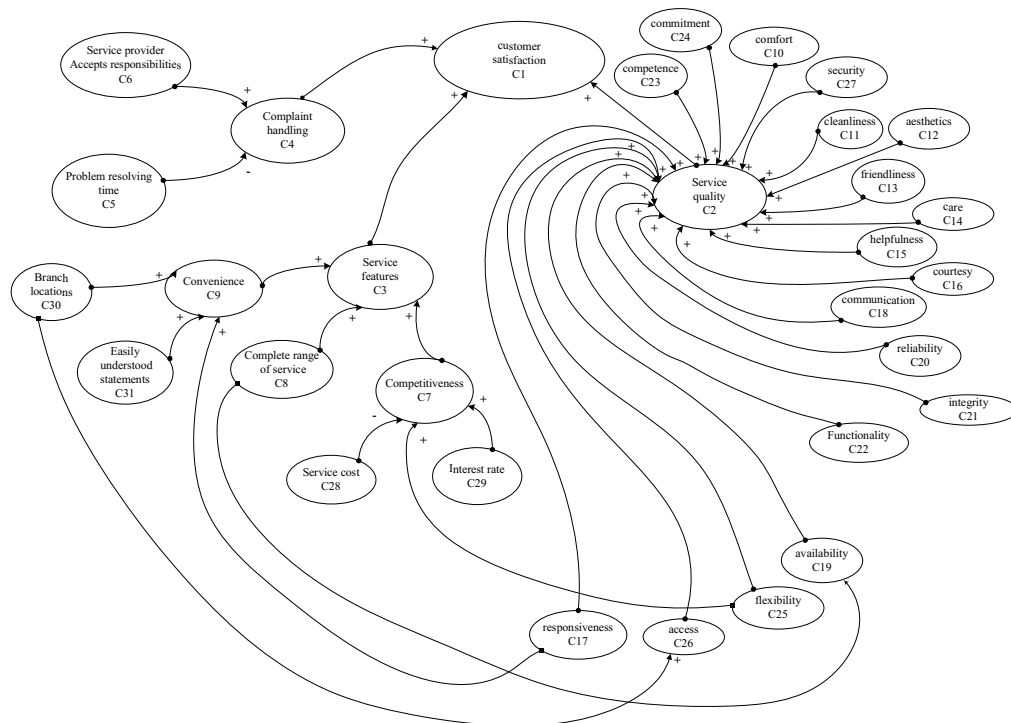 Service provider
Accepts responsibilities
C6
Problem resolving
time
C5
Complaint
handling
C4
customer
satisfaction
C1
commitment
C24
comfort
C10
competence
C23
security
C27
cleanliness
C11
aesthetics
C12
friendliness
C13
care
C14
helpfulness
C15
courtesy
C16
communication
C18
reliability
C20
integrity
C21
Functionality
C22
Service
quality
C2
Branch
locations
C30
Convenience
C9
Service
features
C3
Easily
understood
statements
C31
Complete range
of service
C8
Competitiveness
C7
Service cost
C28
Interest rate
C29
availability
C19
flexibility
C25
responsiveness
C17
access
C26